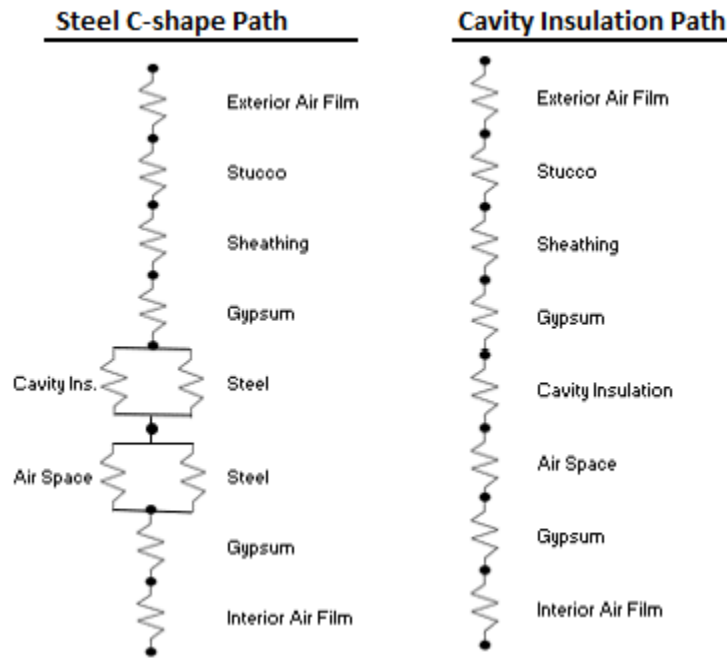 Steel C-shape Path
Exterior Air Film
Stucco
Sheathing
Gypsum
Cavity Ins.
Steel
Air Space
Steel
Gypsum
Interior Air Film
Cavity Insulation Path
Exterior Air Film
Stucco
Sheathing
Gypsum
Cavity Insulation
Air Space
Gypsum
Interior Air Film